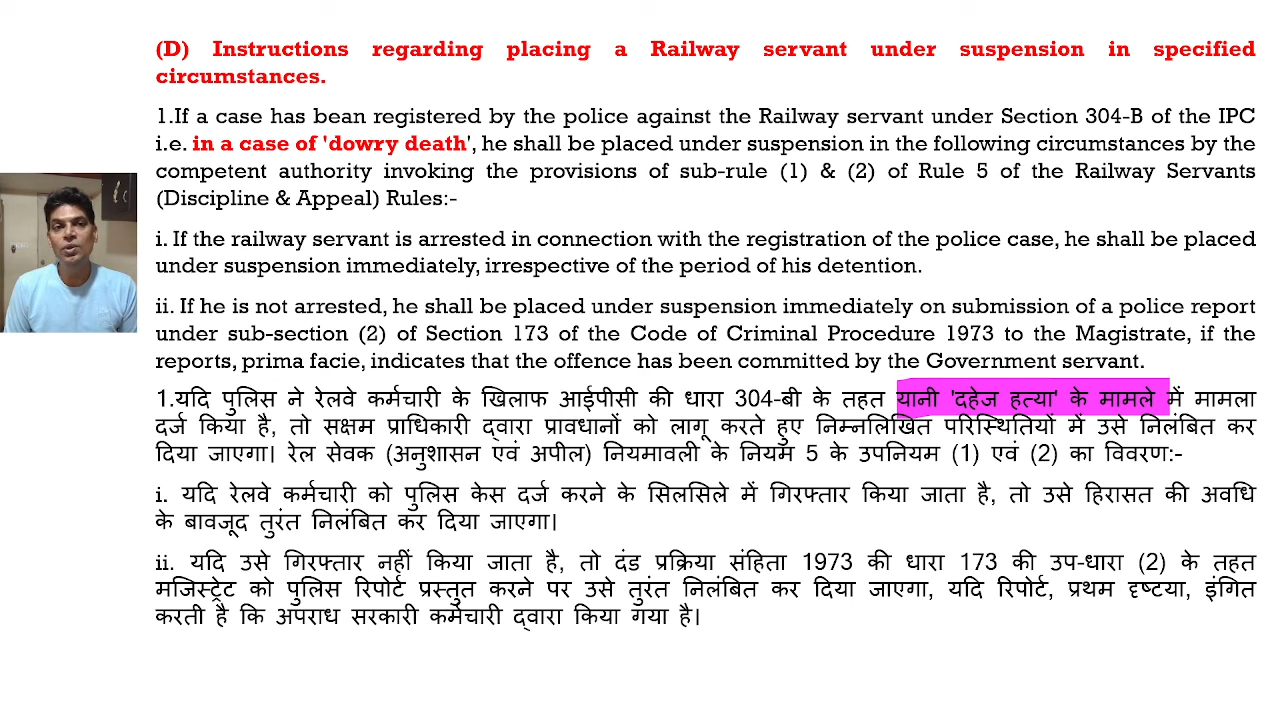 (D) Instructions regarding placing a Railway servant under suspension in specified
circumstances.
1.If a case has been registered by the police against the Railway servant under Section 304-B of the IPC
i.e. in a case of 'dowry death', he shall be placed under suspension in the following circumstances by the
competent authority invoking the provisions of sub-rule (1) & (2) of Rule 5 of the Railway Servants
(Discipline & Appeal) Rules:-
i. If the railway servant is arrested in connection with the registration of the police case, he shall be placed
under suspension immediately, irrespective of the period of his detention.
ii. If he is not arrested, he shall be placed under suspension immediately on submission of a police report
under sub-section (2) of Section 173 of the Code of Criminal Procedure 1973 to the Magistrate, if the
reports, prima facie, indicates that the offence has been committed by the Government servant.
1.यदि पुलिस ने रेलवे कर्मचारी के खिलाफ आईपीसी की धारा 304-बी के तहत यानी 'दहेज हत्या' के मामले में मामला
दर्ज किया है, तो सक्षम प्राधिकारी द्वारा प्रावधानों को लागू करते हुए निम्नलिखित परिस्थितियों में उसे निलंबित कर
दिया जाएगा। रेल सेवक (अनुशासन एवं अपील) नियमावली के नियम 5 के उपनियम (1) एवं (2) का विवरण:-
i. यदि रेलवे कर्मचारी को पुलिस केस दर्ज करने के सिलसिले में गिरफ्तार किया जाता है, तो उसे हिरासत की अवधि
के बावजूद तुरंत निलंबित कर दिया जाएगा।
ii. यदि उसे गिरफ्तार नहीं किया जाता है, तो दंड प्रक्रिया संहिता 1973 की धारा 173 की उप-धारा (2) के तहत
मजिस्ट्रेट को पुलिस रिपोर्ट प्रस्तुत करने पर उसे तुरंत निलंबित कर दिया जाएगा, यदि रिपोर्ट, प्रथम दृष्टया, इंगित
करती है कि अपराध सरकारी कर्मचारी द्वारा किया गया है।